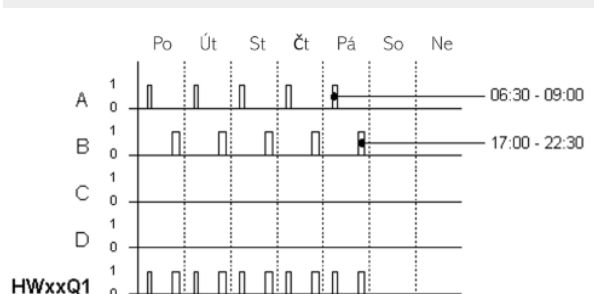 Po Út St Čt Pá So Ne
A 1 0 06:30 - 09:00
B 1 0 17:00 - 22:30
C 1 0
D 1 0
HWxxQ1 1 0